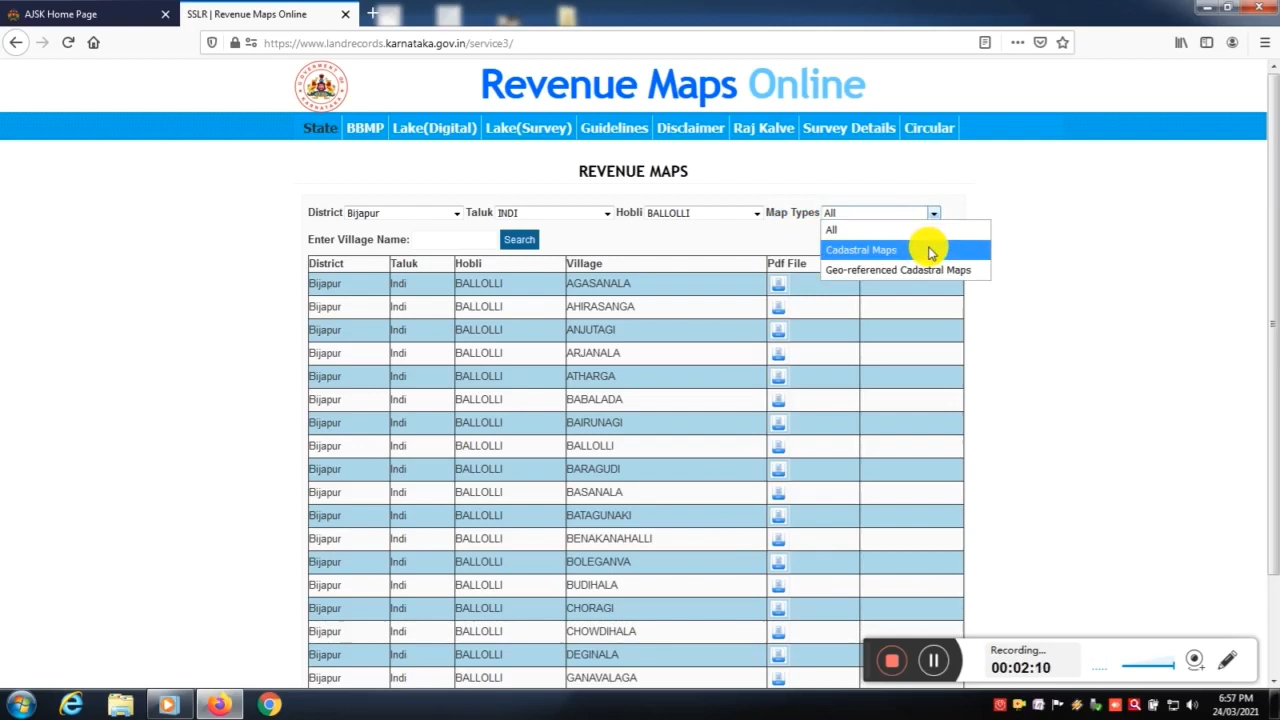 AJSK Home Page
SSLR | Revenue Maps Online
https://www.landrecords.karnataka.gov.in/service3/
Revenue Maps Online
State BBMP Lake(Digital) Lake(Survey) Guidelines Disclaimer Raj Kalve Survey Details Circular
REVENUE MAPS
District Bijapur Taluk INDI Hobli BALLOLLI Map Types All
All
Enter Village Name: Search
Cadastral Maps
Geo-referenced Cadastral Maps
District Taluk Hobli Village Pdf File
Bijapur Indi BALLOLLI AGASANALA
Bijapur Indi BALLOLLI AHIRASANGA
Bijapur Indi BALLOLLI ANJUTAGI
Bijapur Indi BALLOLLI ARJANALA
Bijapur Indi BALLOLLI ATHARGA
Bijapur Indi BALLOLLI BABALADA
Bijapur Indi BALLOLLI BAIRUNAGI
Bijapur Indi BALLOLLI BALLOLLI
Bijapur Indi BALLOLLI BARAGUDI
Bijapur Indi BALLOLLI BASANALA
Bijapur Indi BALLOLLI BATAGUNAKI
Bijapur Indi BALLOLLI BENAKANAHALLI
Bijapur Indi BALLOLLI BOLEGANVA
Bijapur Indi BALLOLLI BUDIHALA
Bijapur Indi BALLOLLI CHORAGI
Bijapur Indi BALLOLLI CHOWDIHALA
Bijapur Indi BALLOLLI DEGINALA
Bijapur Indi BALLOLLI GANAVALAGA
Recording...
00:02:10
6:57 PM
24/03/2021